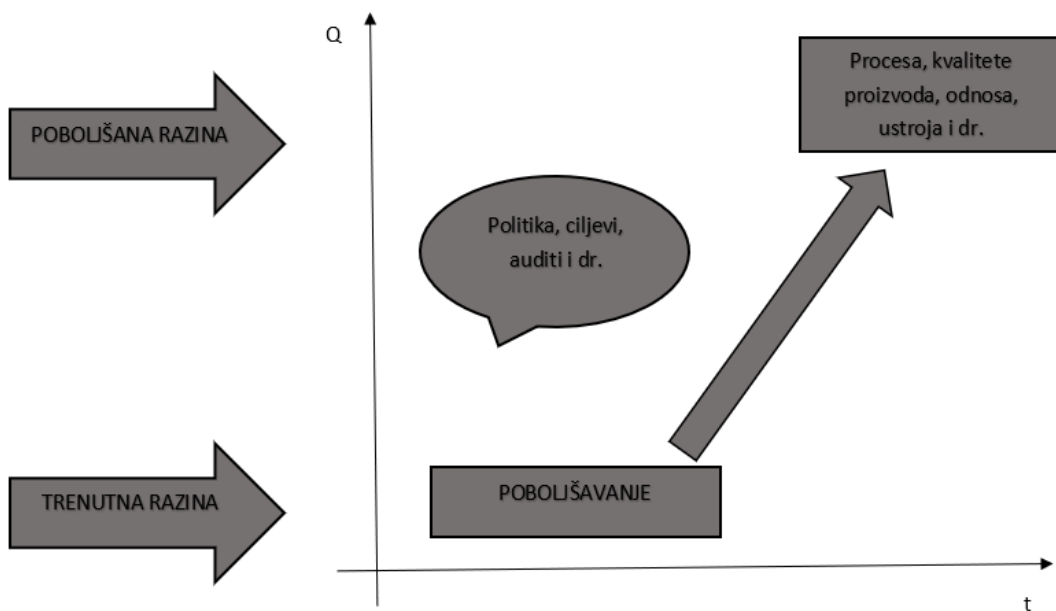 Q
Procesa, kvalitete
proizvoda, odnosa,
ustroja i dr.
POBOLJŠANA RAZINA
Politika, ciljevi,
auditi i dr.
TRENUTNA RAZINA
POBOLJŠAVANJE
t